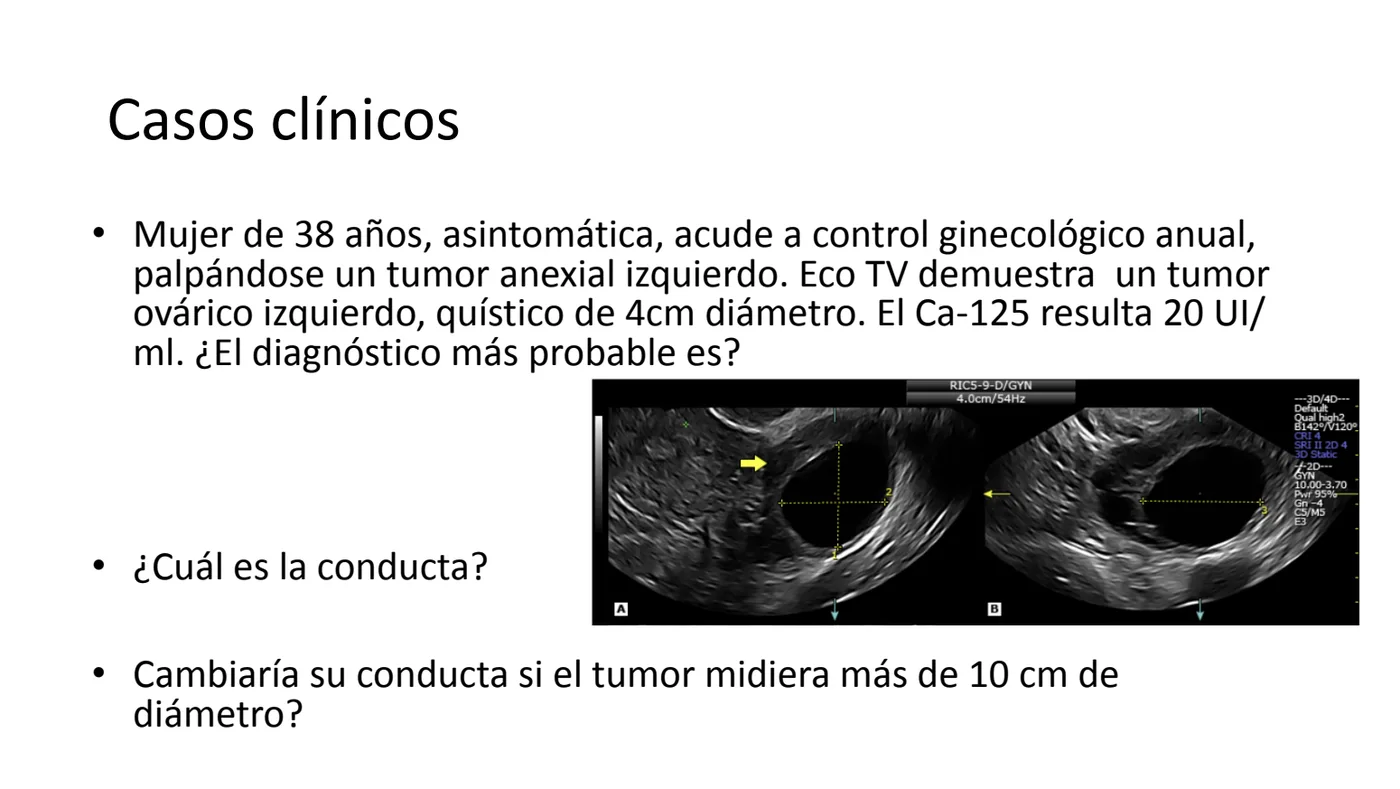 Casos clínicos
• Mujer de 38 años, asintomática, acude a control ginecológico anual,
palpándose un tumor anexial izquierdo. Eco TV demuestra  un tumor
ovárico izquierdo, quístico de 4cm diámetro. El Ca-125 resulta 20 UI/
ml. ¿El diagnóstico más probable es?
RIC5-9-D/GYN
4.0cm/54Hz
---3D/4D---
Default
Qual high2
B142°/V120°
CRI 4
SRI II 2D 4
3D Static
--2D---
GYN
10.00-3.70
Pwr 95%
Gn -4
C5/M5
E3
2
1
3
A
B
• ¿Cuál es la conducta?
• Cambiaría su conducta si el tumor midiera más de 10 cm de
diámetro?